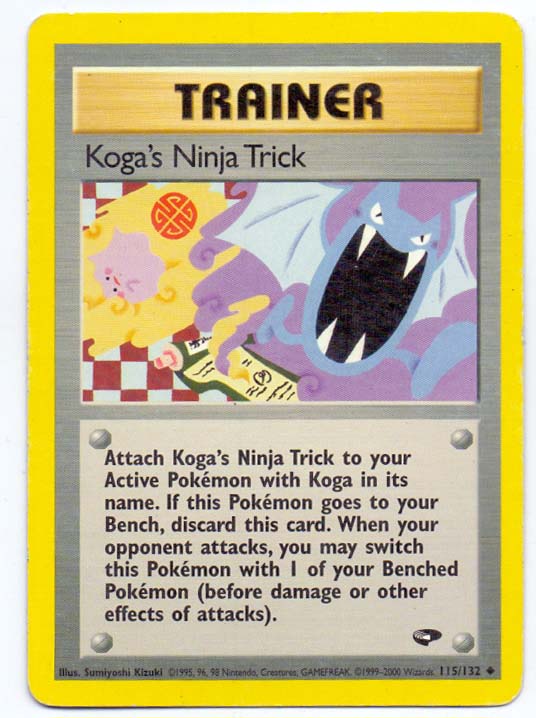 TRAINER
Koga's Ninja Trick
Attach Koga's Ninja Trick to your
Active Pokémon with Koga in its
name. If this Pokémon goes to your
Bench, discard this card. When your
opponent attacks, you may switch
this Pokémon with 1 of your Benched
Pokémon (before damage or other
effects of attacks).
Illus. Sumiyoshi Kizuki ©1995, 96, 98 Nintendo, Creatures, GAMEFREAK. ©1999-2000 Wizards. 115/132 ♦